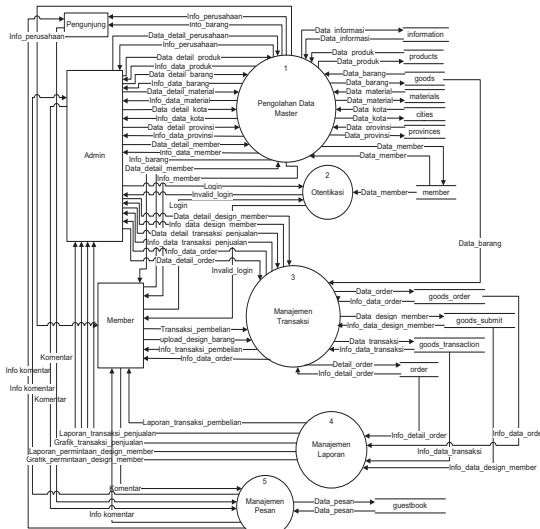 Info_perusahaan
Info_barang
Pengunjung
Info_perusahaan
Data_detail_perusahaan
Info_perusahaan
Data_detail_produk
Info_produk
Data_detail_barang
Info_barang
Data_detail_material
Info_material
Data_detail_kota
Info_kota
Data_detail_provinsi
Info_data_provinsi
Data_detail_member
Info_data_member
Info_barang
Data_detail_member
Info_member
Admin
1
Pengolahan Data
Master
Data_informasi
Data_informasi
information
Data_produk
Data_produk
products
Data_barang
Data_barang
goods
Data_material
Data_material
materials
Data_kota
Data_kota
cities
Data_provinsi
Data_provinsi
provinces
Data_member
Data_member
2
Otentikasi
Data_member
member
Login
Invalid_login
Login
Data_detail_design_member
Info_data_design_member
Data_detail_transaksi_penjualan
Info_data_transaksi_penjualan
Info_data_order
Data_detail_order
Invalid_login
Data_barang
3
Manajemen
Transaksi
Data_order
Info_data_order
goods_order
Data_design_member
Info_data_design_member
goods_submit
Data_transaksi
Info_data_transaksi
goods_transaction
Detail_order
Info_detail_order
order
Member
Transaksi_pembelian
upload_design_barang
Info_transaksi_pembelian
Info_data_order
Komentar
Info komentar
Info komentar
Komentar
Laporan_transaksi_pembelian
Laporan_transaksi_penjualan
Grafik_transaksi_penjualan
Laporan_permintaan_design_member
Grafik_permintaan_design_member
4
Manajemen
Laporan
Info_detail_order
Info_data_order
Info_data_transaksi
Info_data_design_member
Komentar
Info komentar
5
Manajemen
Pesan
Data_pesan
Data_pesan
guestbook